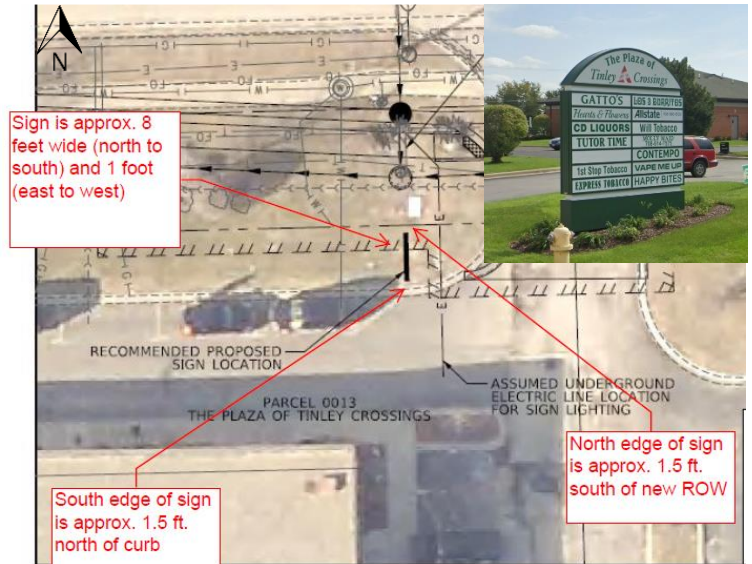 N
Sign is approx. 8
feet wide (north to
south) and 1 foot
(east to west)
The Plaza of
Tinley Crossings
GATTO'S
Hearts & Flowers
Allstate
CD LIQUORS
Will Tobacco
TUTOR TIME
CONTEMPO
1st Stop Tobacco
VAPE ME UP
EXPRESS TOBACCO
HAPPY BITES
G
E
FO
W
RECOMMENDED PROPOSED
SIGN LOCATION
ASSUMED UNDERGROUND
ELECTRIC LINE LOCATION
FOR SIGN LIGHTING
PARCEL 0013
THE PLAZA OF TINLEY CROSSINGS
North edge of sign
is approx. 1.5 ft.
south of new ROW
South edge of sign
is approx. 1.5 ft.
north of curb